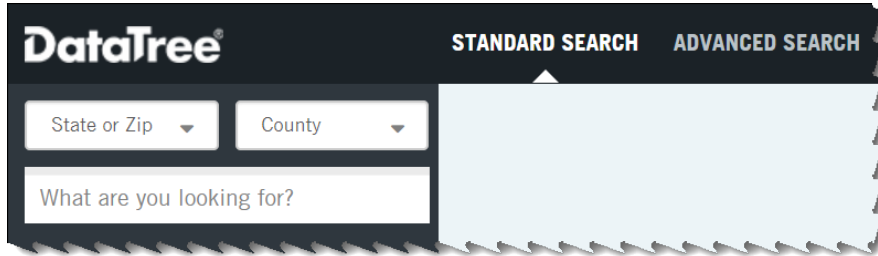 DataTree®
STANDARD SEARCH
ADVANCED SEARCH
State or Zip
County
What are you looking for?